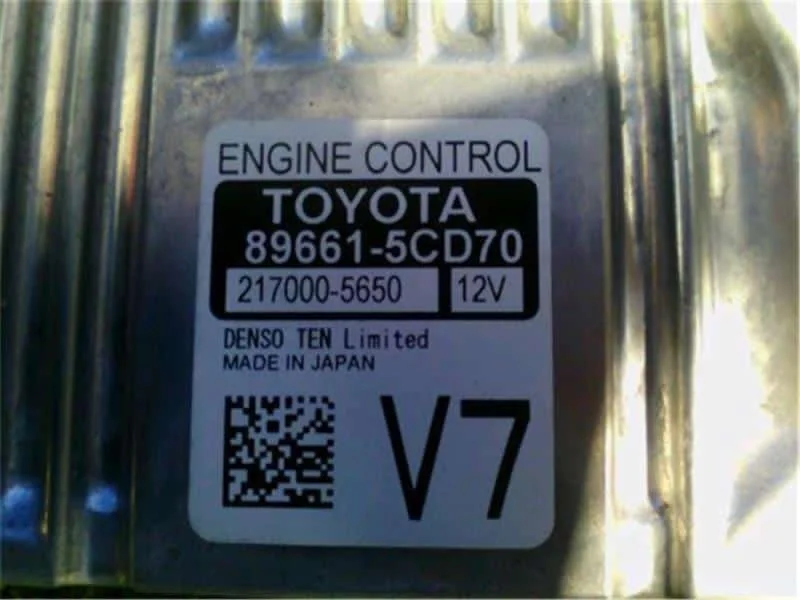 ENGINE CONTROL
TOYOTA
89661-5CD70
217000-5650 12V
DENSO TEN Limited
MADE IN JAPAN
V7